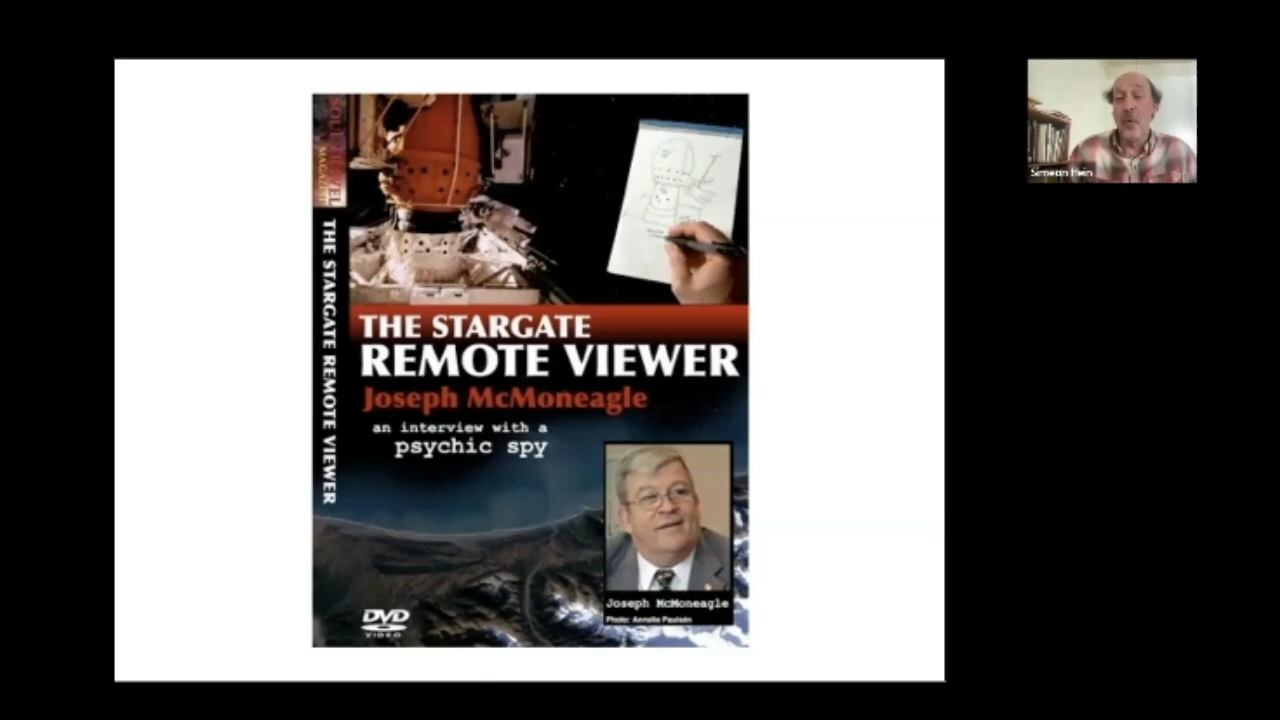 THE STARGATE REMOTE VIEWER
THE STARGATE
REMOTE VIEWER
Joseph McMoneagle
an interview with a
psychic spy
Joseph McMoneagle
Photo: Annelie Paulsén
DVD
VIDEO
Simeon Hein